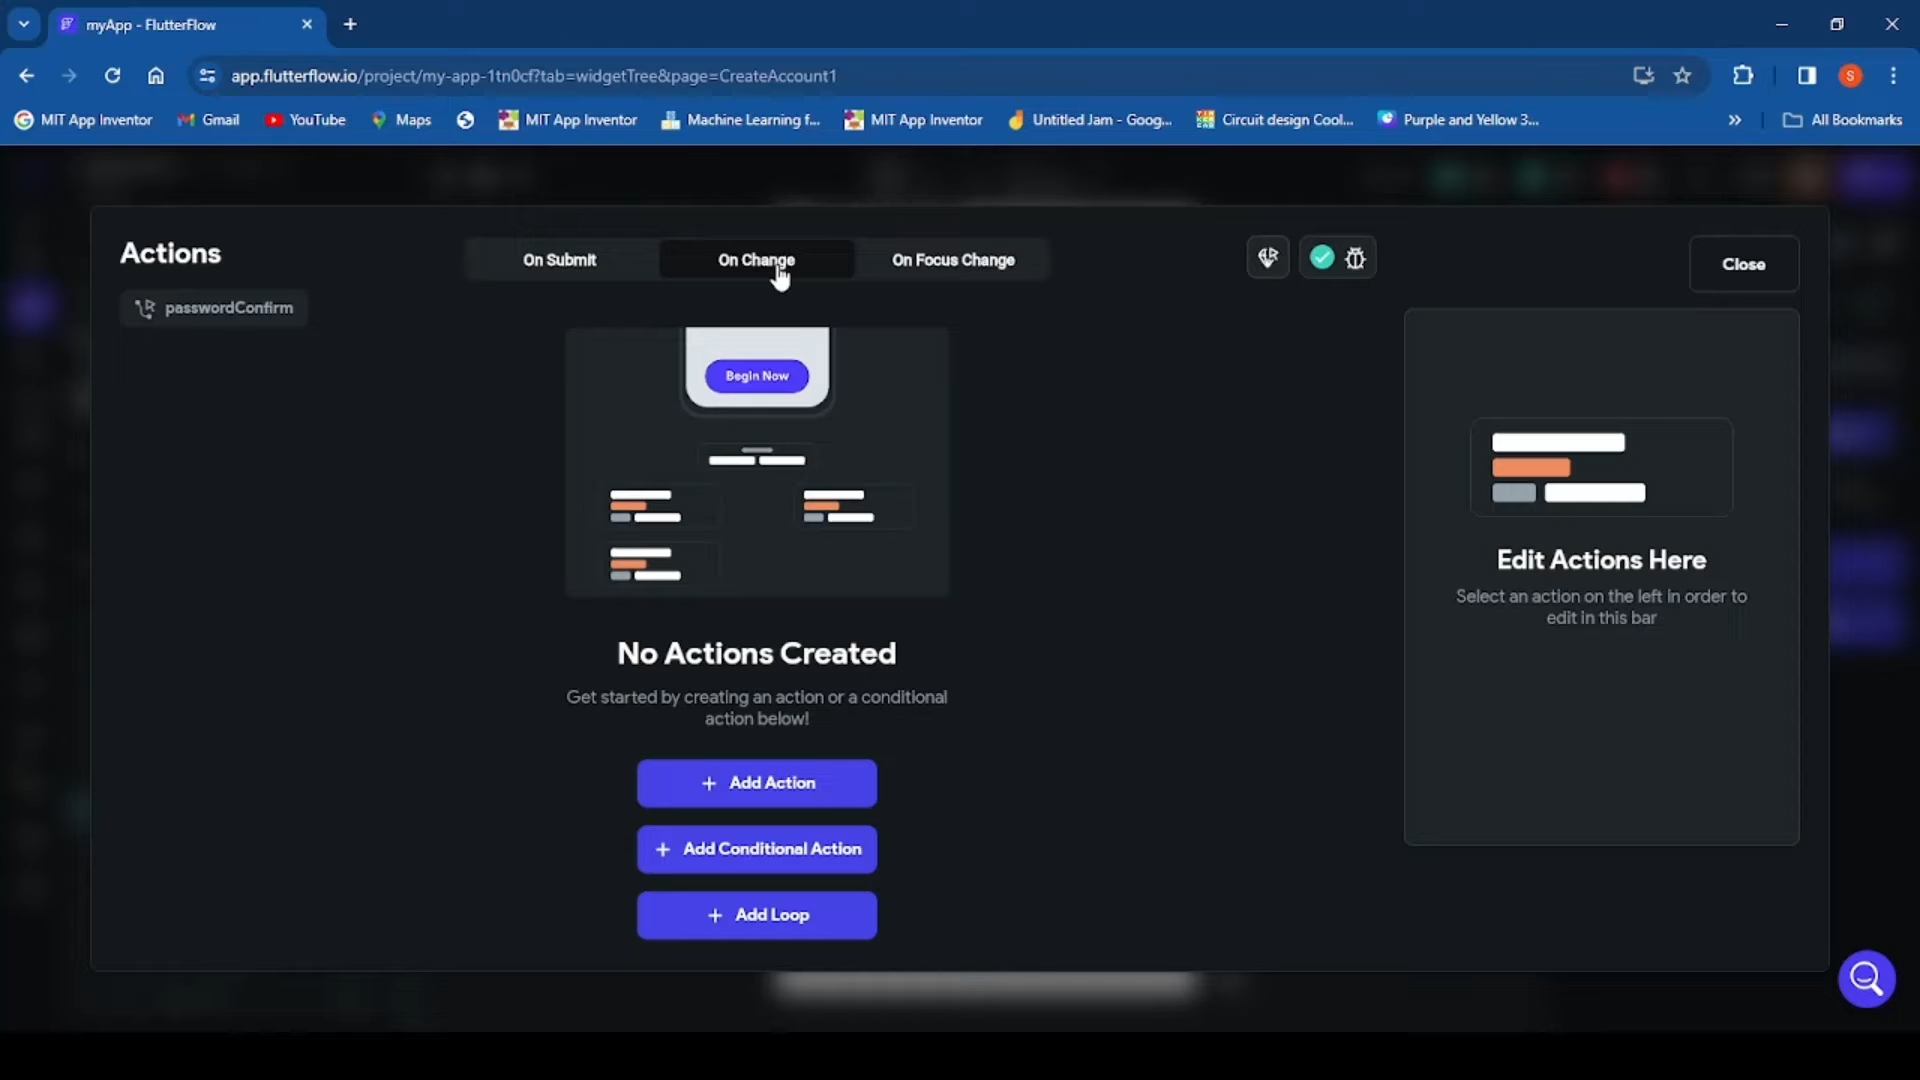 myApp - FlutterFlow
app.flutterflow.io/project/my-app-1tn0cf?tab=widgetTree&page=CreateAccount1
S
MIT App Inventor
Gmail
YouTube
Maps
MIT App Inventor
Machine Learning f...
MIT App Inventor
Untitled Jam - Goog...
Circuit design Cool...
Purple and Yellow 3...
All Bookmarks
Actions
On Submit
On Change
On Focus Change
Close
passwordConfirm
Begin Now
Edit Actions Here
Select an action on the left in order to
edit in this bar
No Actions Created
Get started by creating an action or a conditional
action below!
+ Add Action
+ Add Conditional Action
+ Add Loop